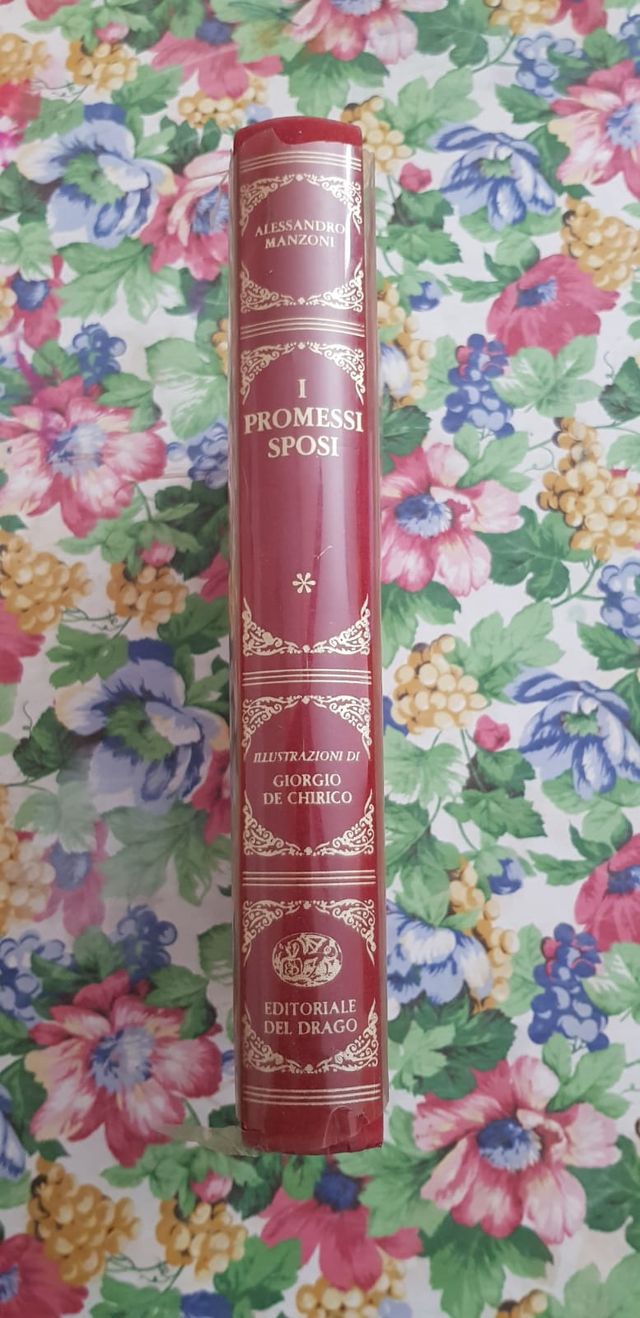 ALESSANDRO
MANZONI
I
PROMESSI
SPOSI
*
ILLUSTRAZIONI DI
GIORGIO
DE CHIRICO
EDITORIALE
DEL DRAGO